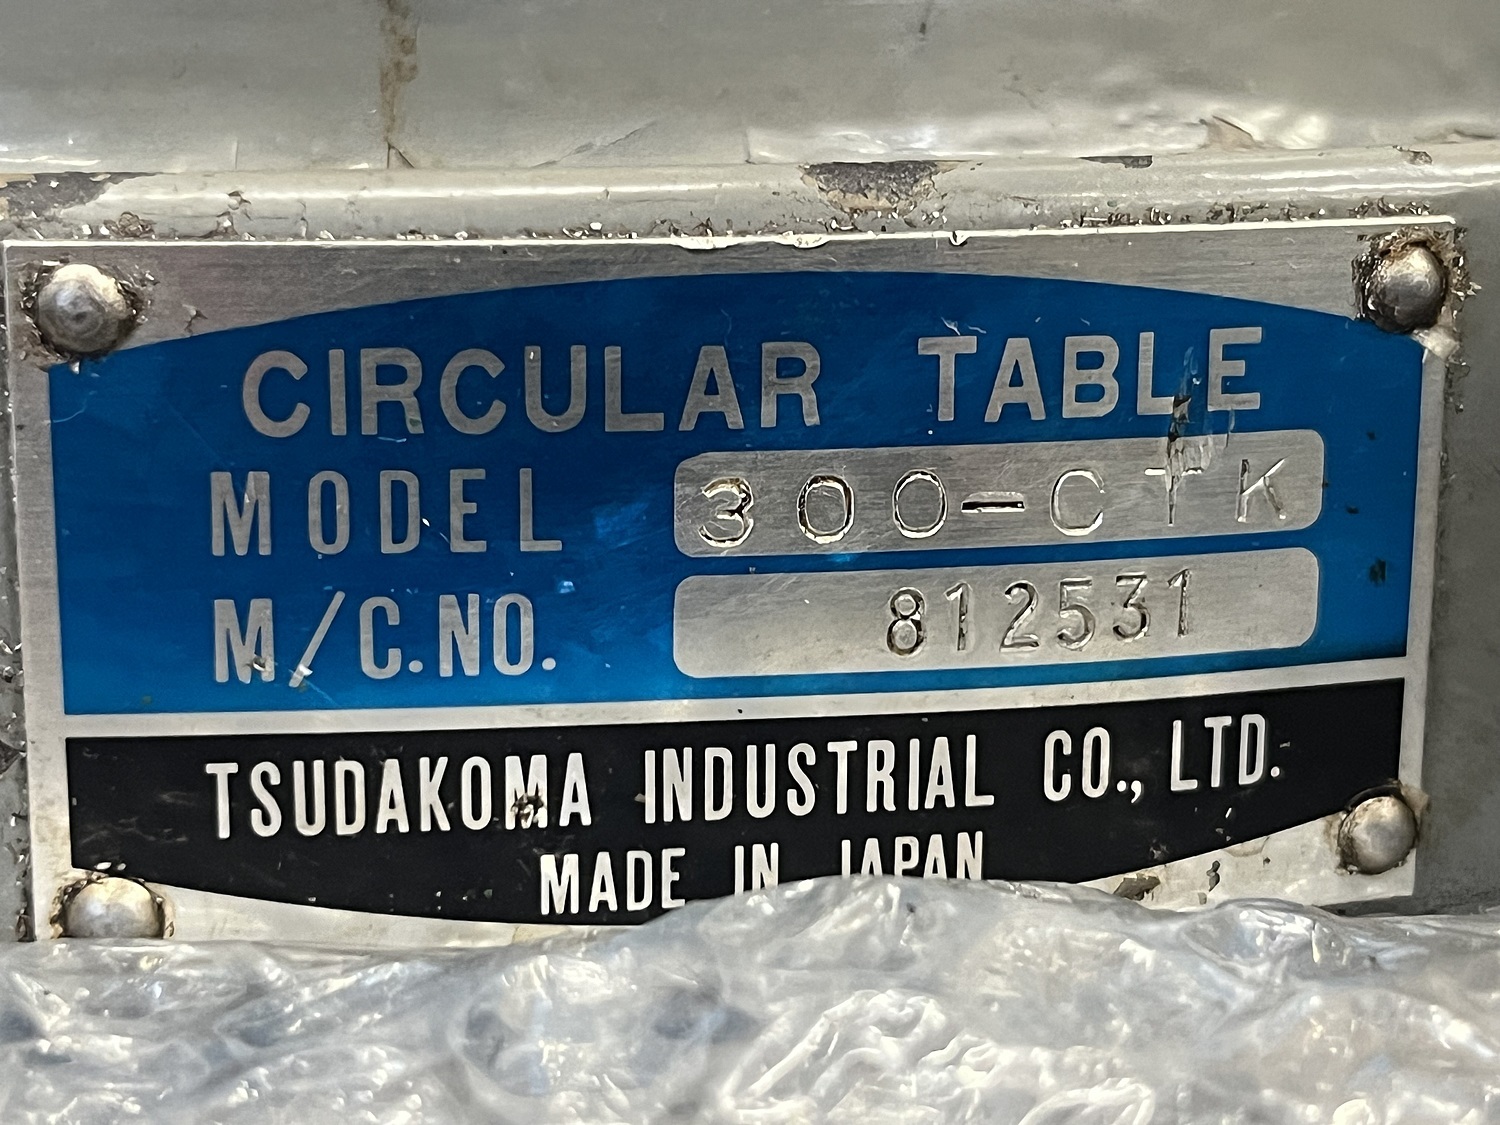 CIRCULAR TABLE
MODEL 300-CTK
M/C.NO. 812531
TSUDAKOMA INDUSTRIAL CO., LTD.
MADE IN JAPAN